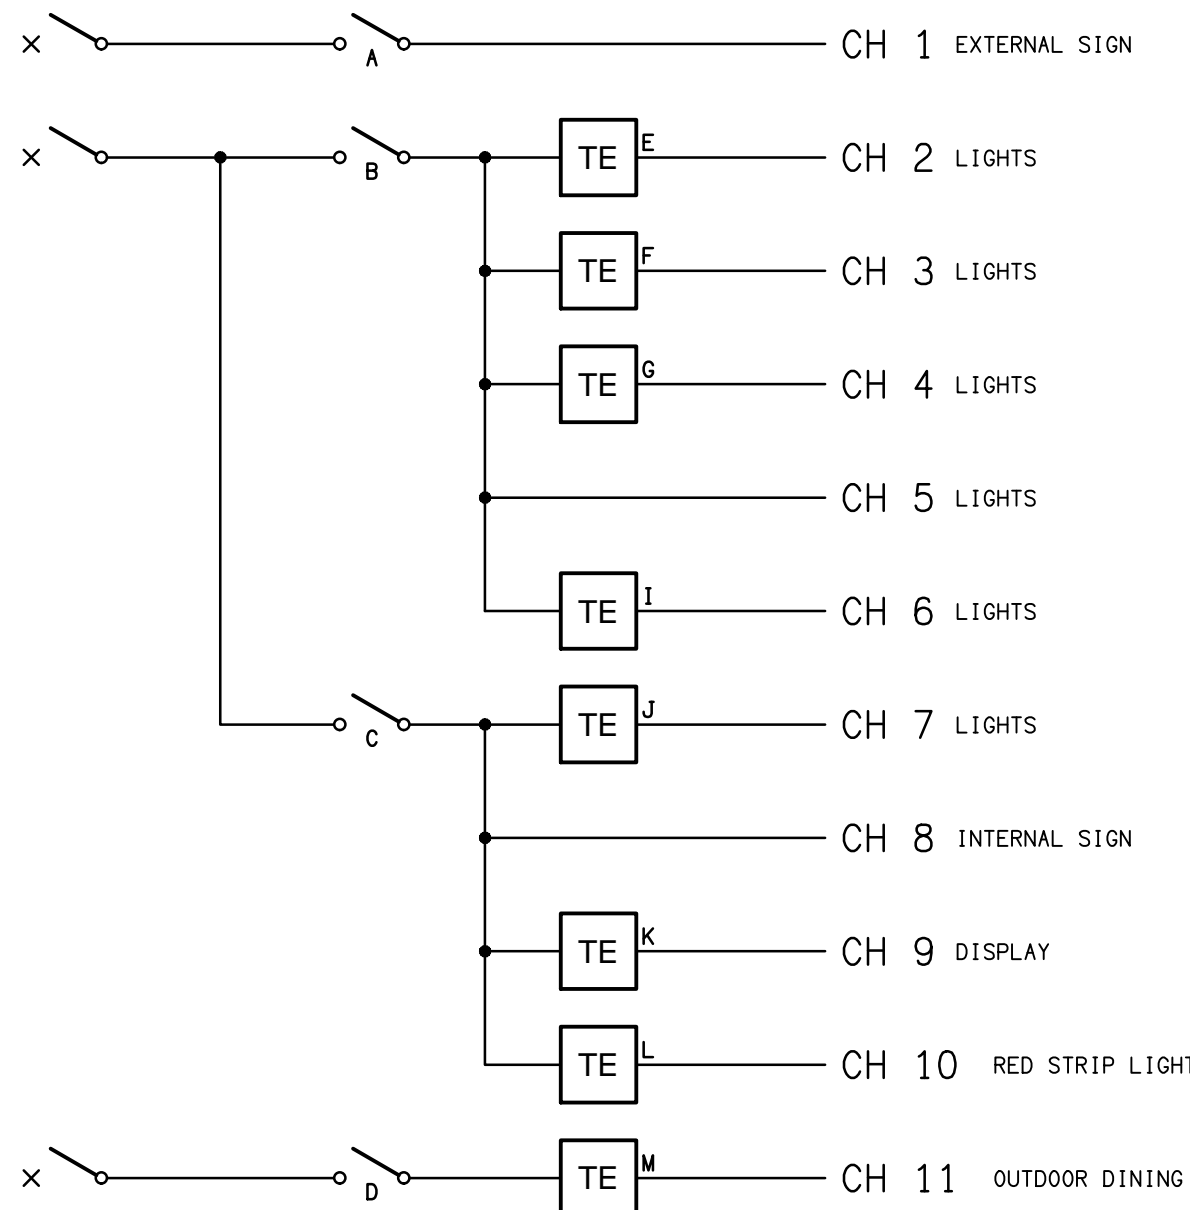 CH 1 EXTERNAL SIGN
A
TE E CH 2 LIGHTS
B
TE F CH 3 LIGHTS
TE G CH 4 LIGHTS
CH 5 LIGHTS
TE I CH 6 LIGHTS
TE J CH 7 LIGHTS
C
CH 8 INTERNAL SIGN
TE K CH 9 DISPLAY
TE L CH 10 RED STRIP LIGHT
TE M CH 11 OUTDOOR DINING
D